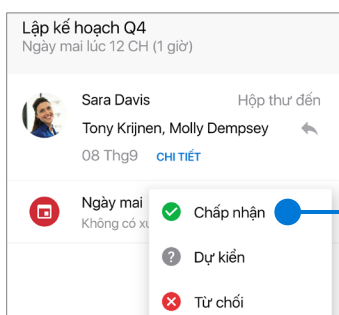 Lập kế hoạch Q4
Ngày mai lúc 12 CH (1 giờ)
Sara Davis Hộp thư đến
Tony Krijnen, Molly Dempsey
08 Thg9 CHI TIẾT
Ngày mai
Không có
Chấp nhận
Dự kiến
Từ chối